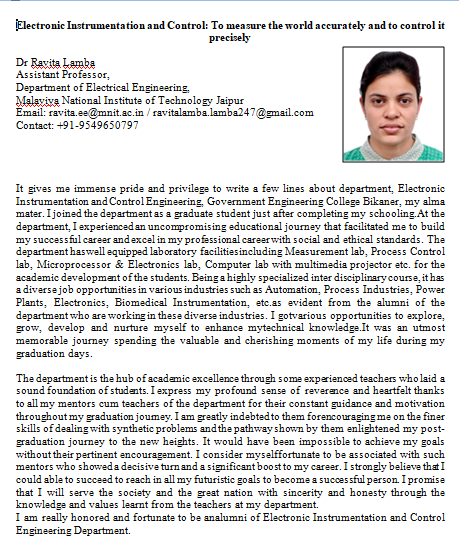 Electronic Instrumentation and Control: To measure the world accurately and to control it
precisely
Dr Ravita Lamba
Assistant Professor,
Department of Electrical Engineering,
Malaviya National Institute of Technology Jaipur
Email: ravita.ee@mnit.ac.in / ravitalamba.lamba247@gmail.com
Contact: +91-9549650797
It gives me immense pride and privilege to write a few lines about department, Electronic
Instrumentation and Control Engineering, Government Engineering College Bikaner, my alma
mater. I joined the department as a graduate student just after completing my schooling.At the
department, I experienced an uncompromising educational journey that facilitated me to build
my successful career and excel in my professional career with social and ethical standards. The
department haswell equipped laboratory facilitiesincluding Measurement lab, Process Control
lab, Microprocessor & Electronics lab, Computer lab with multimedia projector etc. for the
academic development of the students. Being a highly specialized inter disciplinary course, it has
a diverse job opportunities in various industries such as Automation, Process Industries, Power
Plants, Electronics, Biomedical Instrumentation, etc.as evident from the alumni of the
department who are working in these diverse industries. I gotvarious opportunities to explore,
grow, develop and nurture myself to enhance mytechnical knowledge.It was an utmost
memorable journey spending the valuable and cherishing moments of my life during my
graduation days.
The department is the hub of academic excellence through some experienced teachers who laid a
sound foundation of students. I express my profound sense of reverence and heartfelt thanks
to all my mentors cum teachers of the department for their constant guidance and motivation
throughout my graduation journey. I am greatly indebted to them forencouraging me on the finer
skills of dealing with synthetic problems and the pathway shown by them enlightened my post-
graduation journey to the new heights. It would have been impossible to achieve my goals
without their pertinent encouragement. I consider myselffortunate to be associated with such
mentors who showed a decisive turn and a significant boost to my career. I strongly believe that I
could able to succeed to reach in all my futuristic goals to become a successful person. I promise
that I will serve the society and the great nation with sincerity and honesty through the
knowledge and values learnt from the teachers at my department.
I am really honored and fortunate to be analumni of Electronic Instrumentation and Control
Engineering Department.